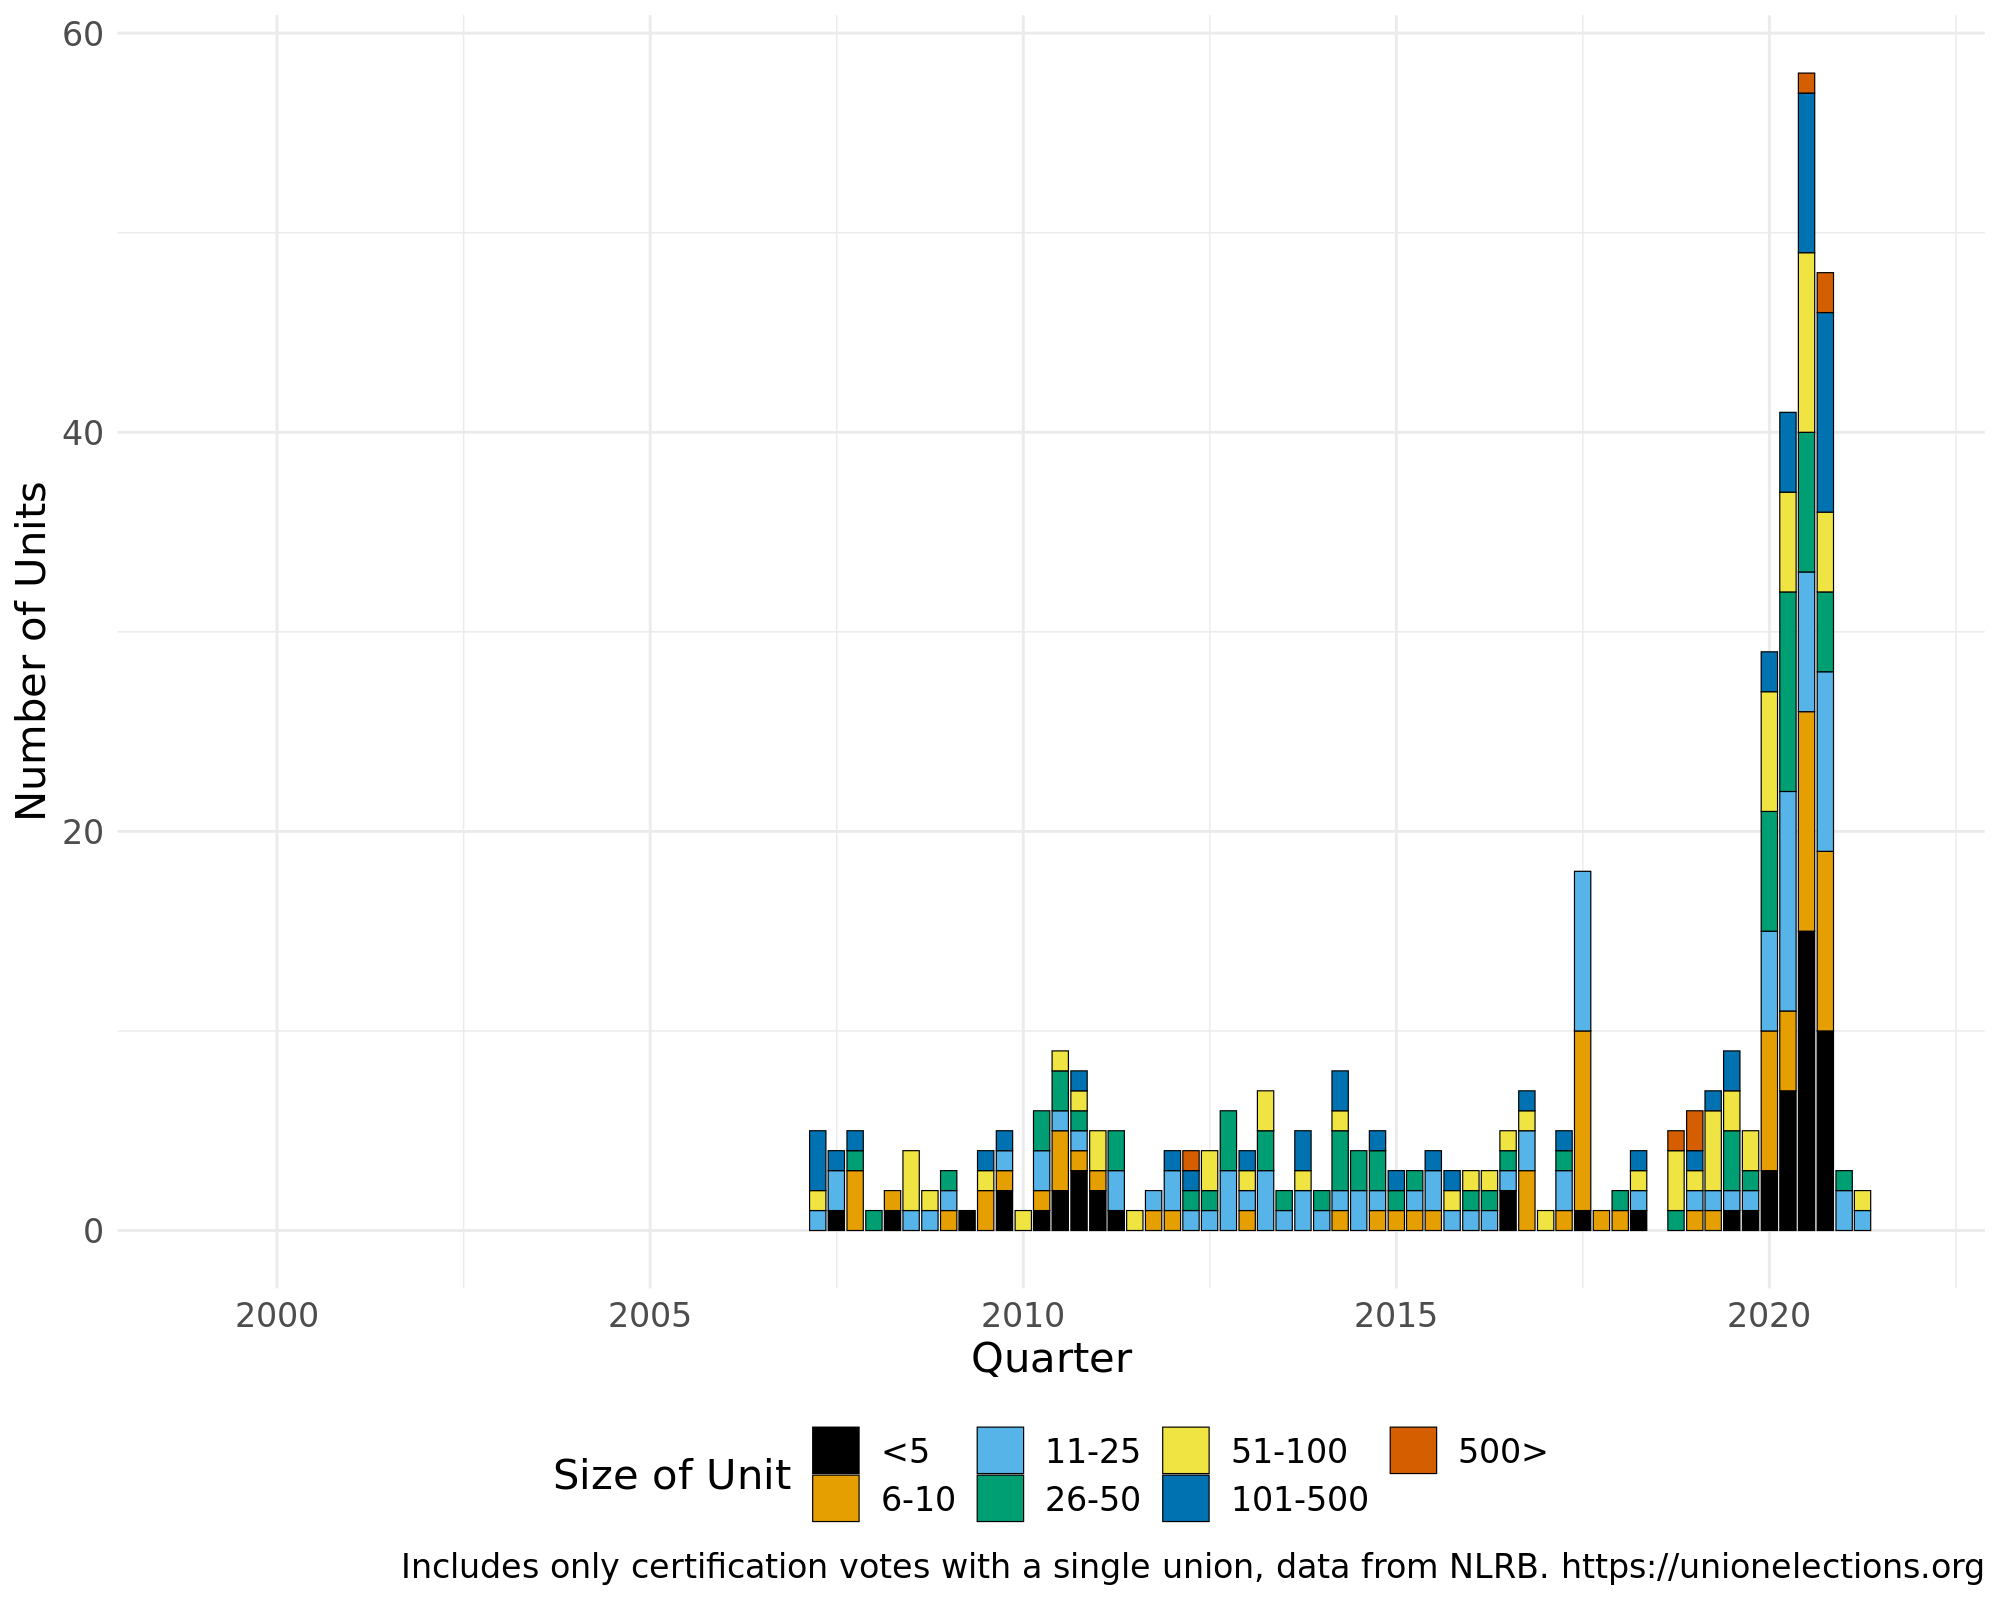 60
40
20
0
Number of Units
2000 2005 2010 2015 2020
Quarter
Size of Unit
<5 11-25 51-100 500>
6-10 26-50 101-500
Includes only certification votes with a single union, data from NLRB. https://unionelections.org